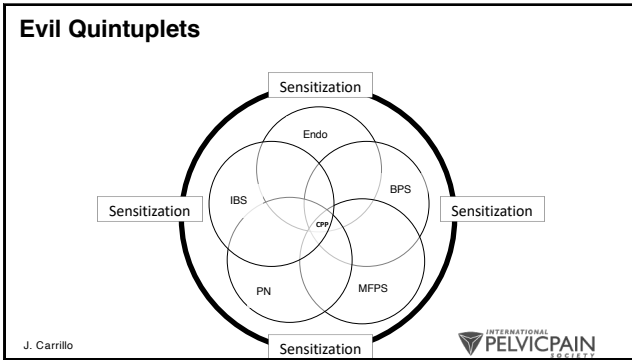 Evil Quintuplets
Sensitization
Endo
IBS
BPS
Sensitization
Sensitization
CPP
PN
MFPS
Sensitization
J. Carrillo
INTERNATIONAL
PELVICPAIN
SOCIETY